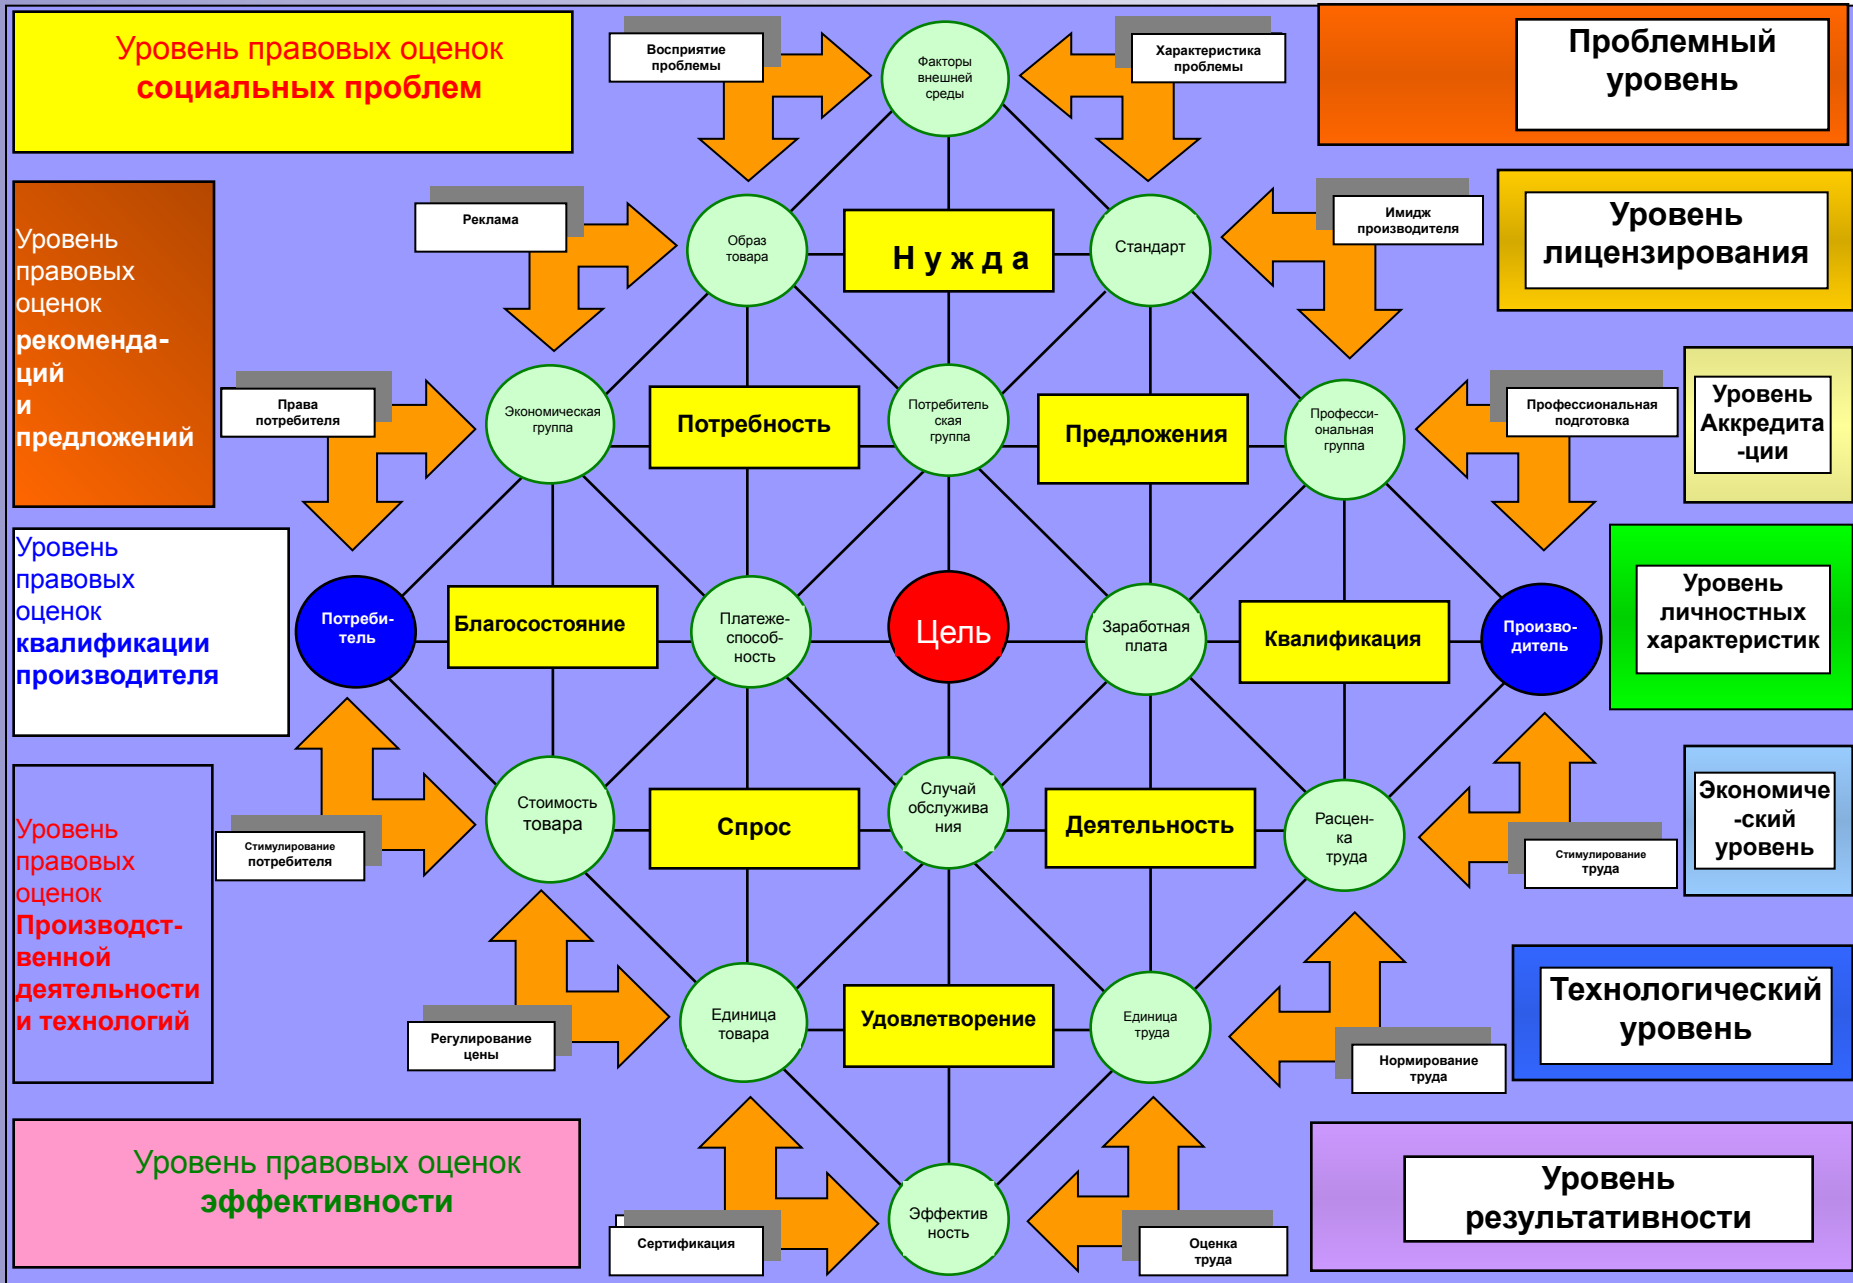 Уровень правовых оценок
социальных проблем
Восприятие
проблемы
Факторы
внешней
среды
Характеристика
проблемы
Проблемный
уровень
Уровень
правовых
оценок
рекоменда-
ций
и
предложений
Реклама
Образ
товара
Нужда
Стандарт
Имидж
производителя
Уровень
лицензирования
Права
потребителя
Экономическая
группа
Потребность
Потребитель
ская
группа
Предложения
Професси-
ональная
группа
Профессиональная
подготовка
Уровень
Аккредита
-ции
Уровень
правовых
оценок
квалификации
производителя
Потреби-
тель
Благосостояние
Платеже-
способ-
ность
Цель
Заработная
плата
Квалификация
Произво-
дитель
Уровень
личностных
характеристик
Уровень
правовых
оценок
Производст-
венной
деятельности
и технологий
Стимулирование
потребителя
Стоимость
товара
Спрос
Случай
обслужива
ния
Деятельность
Расцен-
ка
труда
Стимулирование
труда
Экономиче
-ский
уровень
Регулирование
цены
Единица
товара
Удовлетворение
Единица
труда
Нормирование
труда
Технологический
уровень
Уровень правовых оценок
эффективности
Сертификация
Эффектив
ность
Оценка
труда
Уровень
результативности